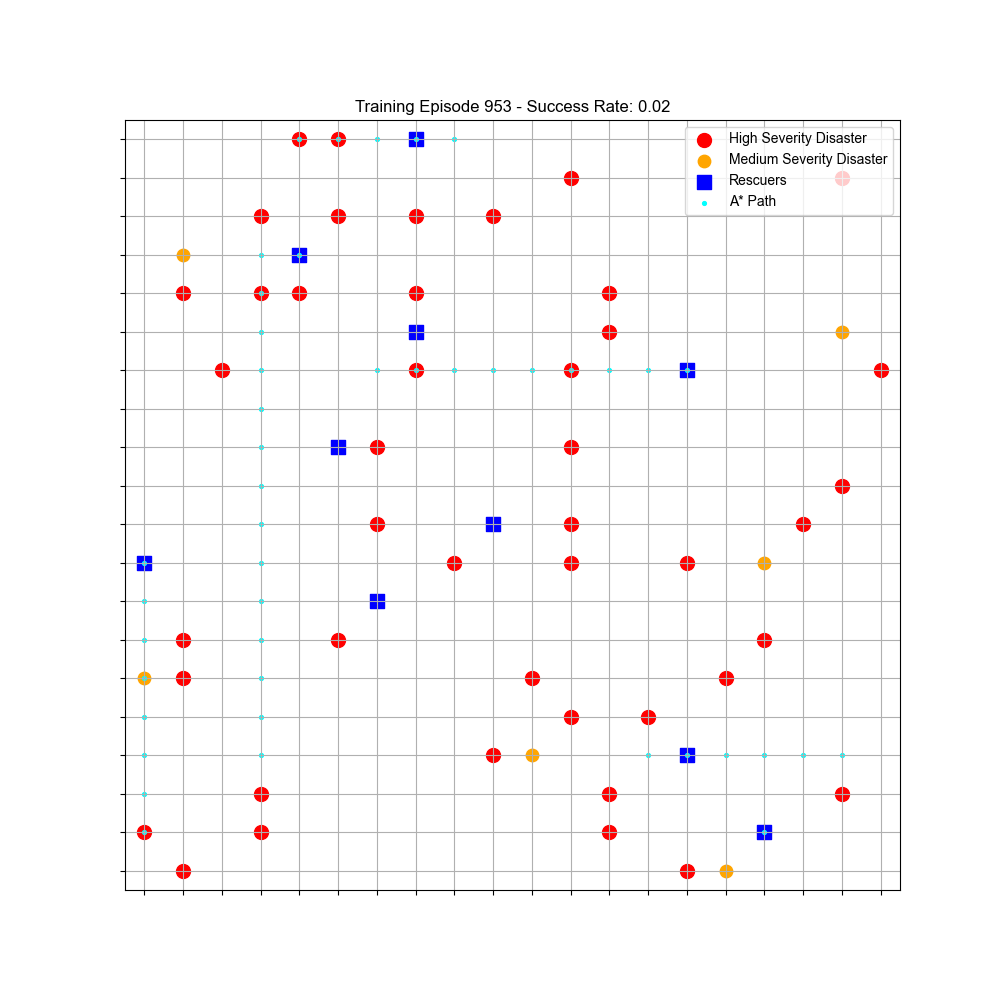 Training Episode 953 - Success Rate: 0.02
High Severity Disaster
Medium Severity Disaster
Rescuers
A* Path